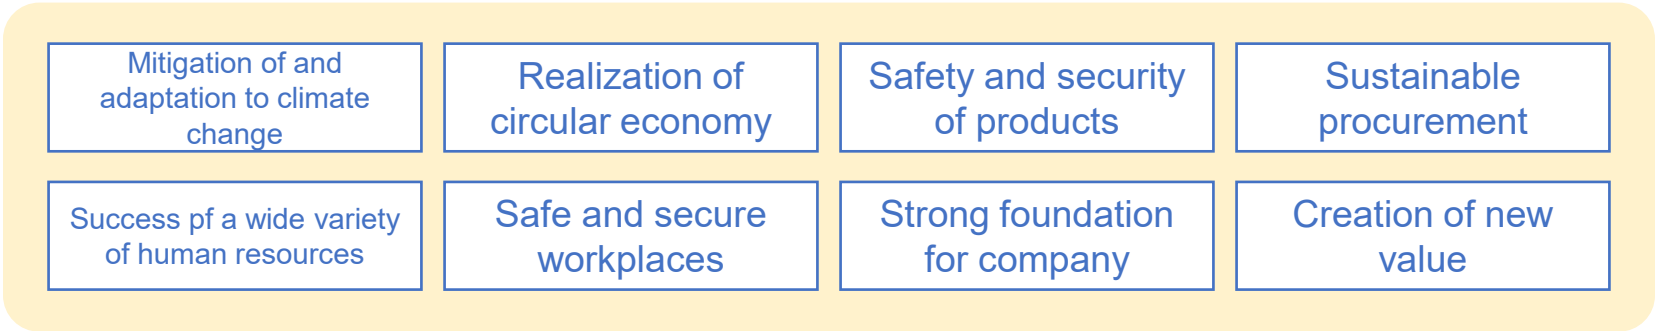 Mitigation of and
adaptation to climate
change
Realization of
circular economy
Safety and security
of products
Sustainable
procurement
Success pf a wide variety
of human resources
Safe and secure
workplaces
Strong foundation
for company
Creation of new
value